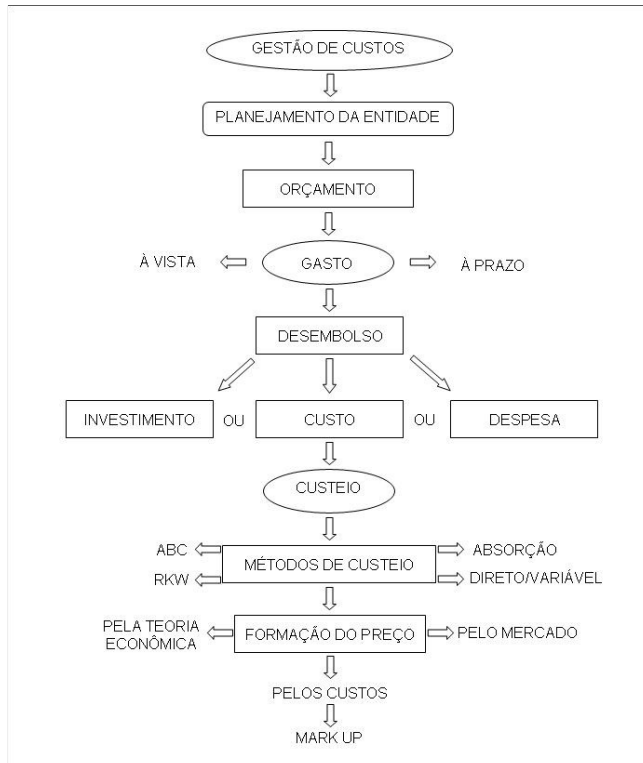 GESTÃO DE CUSTOS
PLANEJAMENTO DA ENTIDADE
ORÇAMENTO
À VISTA
GASTO
À PRAZO
DESEMBOLSO
INVESTIMENTO
OU
CUSTO
OU
DESPESA
CUSTEIO
ABC
MÉTODOS DE CUSTEIO
ABSORÇÃO
RKW
DIRETO/VARIÁVEL
PELA TEORIA
ECONÔMICA
FORMAÇÃO DO PREÇO
PELO MERCADO
PELOS CUSTOS
MARK UP